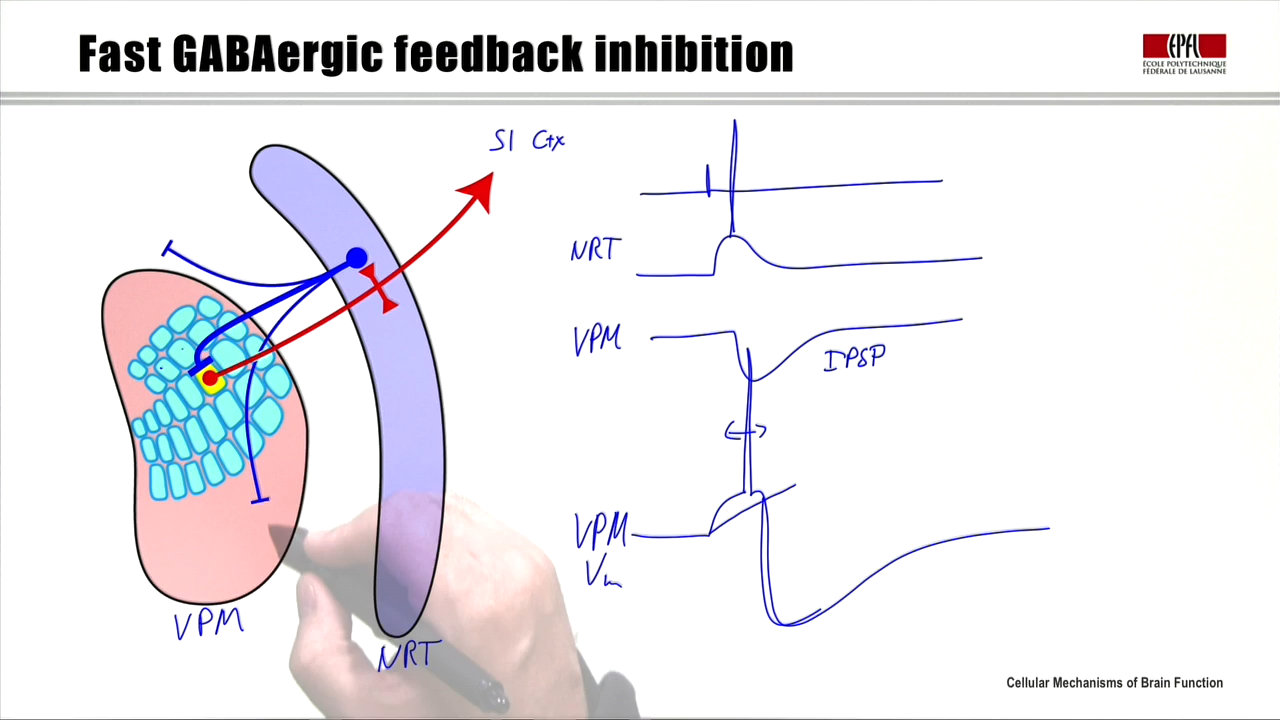 Fast GABAergic feedback inhibition
EPFL
ÉCOLE POLYTECHNIQUE
FÉDÉRALE DE LAUSANNE
SI Ctx
NRT
VPM
IPSP
VPM
Vm
VPM
NRT
Cellular Mechanisms of Brain Function